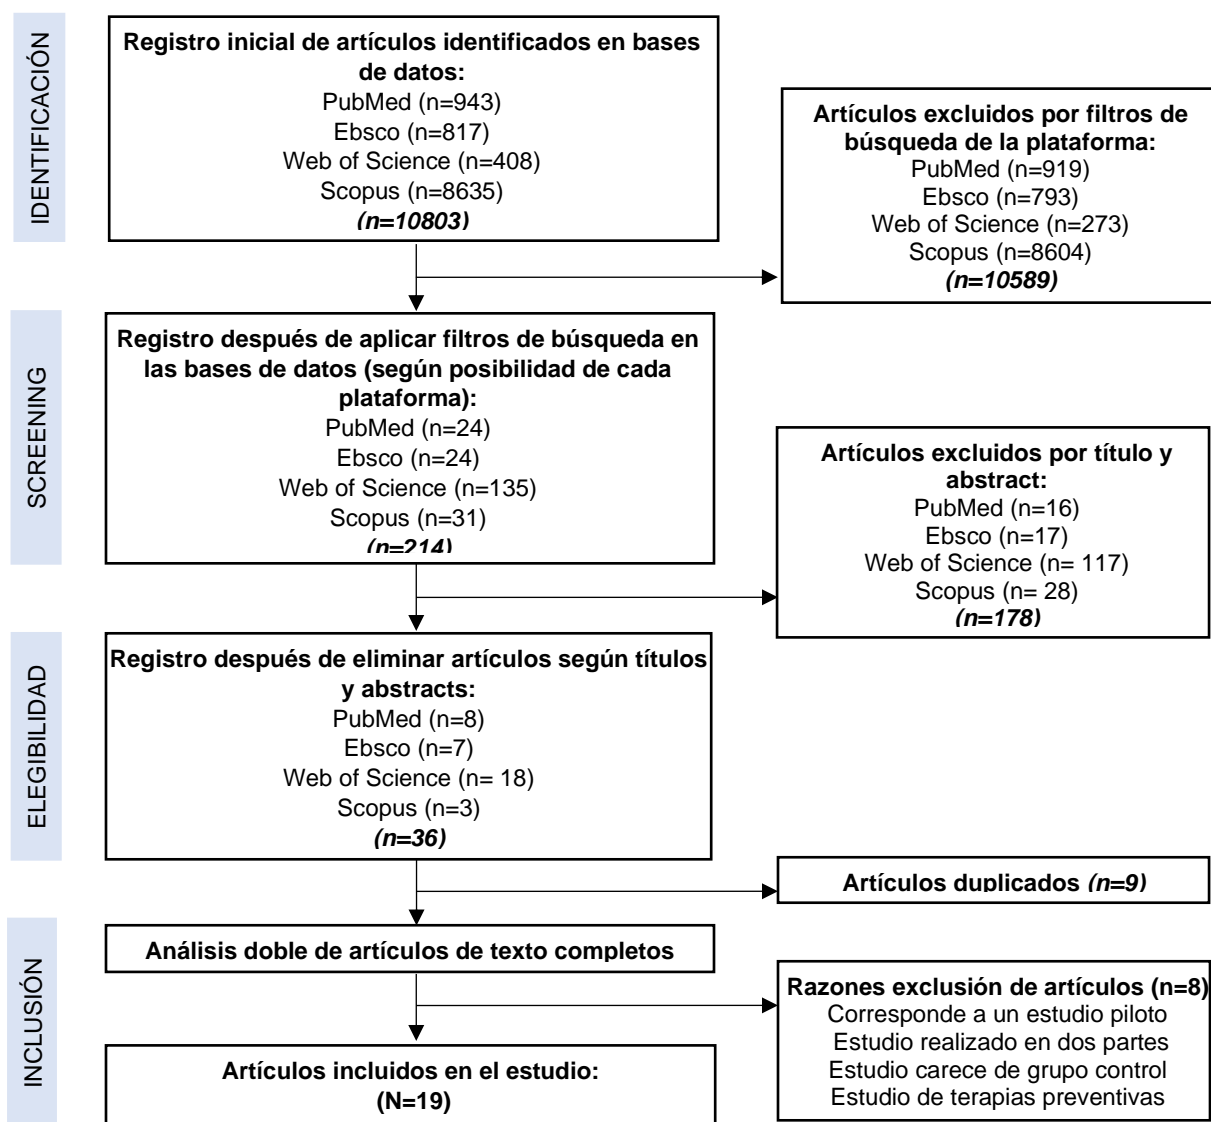 IDENTIFICACIÓN
Registro inicial de artículos identificados en bases
de datos:
PubMed (n=943)
Ebsco (n=817)
Web of Science (n=408)
Scopus (n=8635)
(n=10803)
Artículos excluidos por filtros de
búsqueda de la plataforma:
PubMed (n=919)
Ebsco (n=793)
Web of Science (n=273)
Scopus (n=8604)
(n=10589)
SCREENING
Registro después de aplicar filtros de búsqueda en
las bases de datos (según posibilidad de cada
plataforma):
PubMed (n=24)
Ebsco (n=24)
Web of Science (n=135)
Scopus (n=31)
(n=214)
Artículos excluidos por título y
abstract:
PubMed (n=16)
Ebsco (n=17)
Web of Science (n= 117)
Scopus (n= 28)
(n=178)
ELEGIBILIDAD
Registro después de eliminar artículos según títulos
y abstracts:
PubMed (n=8)
Ebsco (n=7)
Web of Science (n= 18)
Scopus (n=3)
(n=36)
Artículos duplicados (n=9)
INCLUSIÓN
Análisis doble de artículos de texto completos
Razones exclusión de artículos (n=8)
Corresponde a un estudio piloto
Estudio realizado en dos partes
Estudio carece de grupo control
Estudio de terapias preventivas
Artículos incluidos en el estudio:
(N=19)